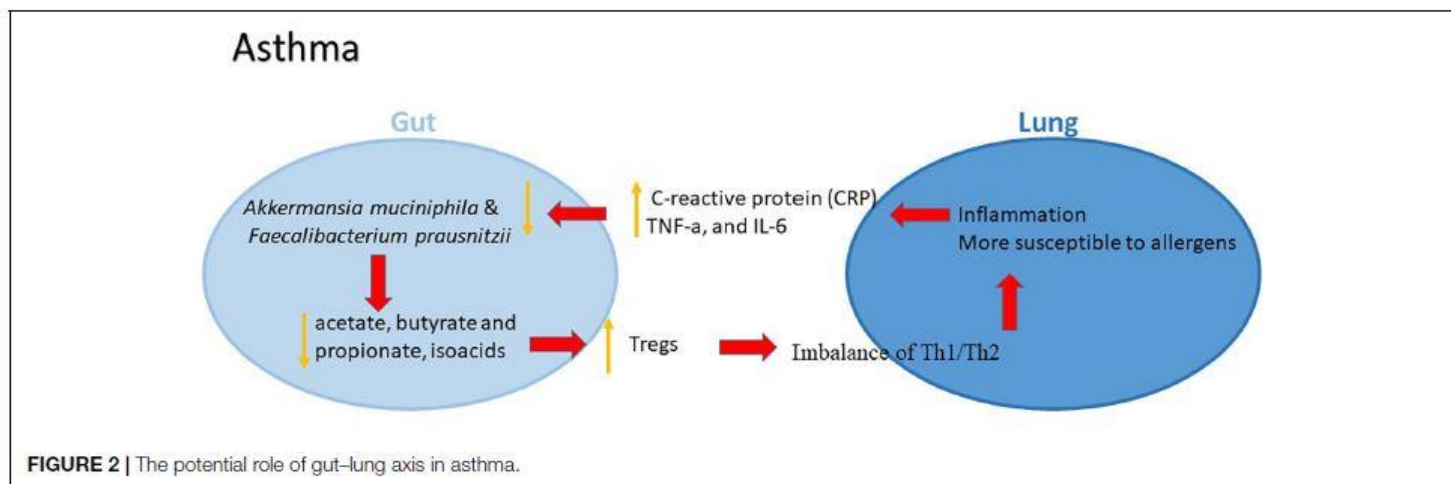 Asthma
Gut
Lung
Akkermansia muciniphila &
Faecalibacterium prausnitzii
C-reactive protein (CRP)
TNF-a, and IL-6
Inflammation
More susceptible to allergens
acetate, butyrate and
propionate, isoacids
Tregs
Imbalance of Th1/Th2
FIGURE 2 | The potential role of gut–lung axis in asthma.